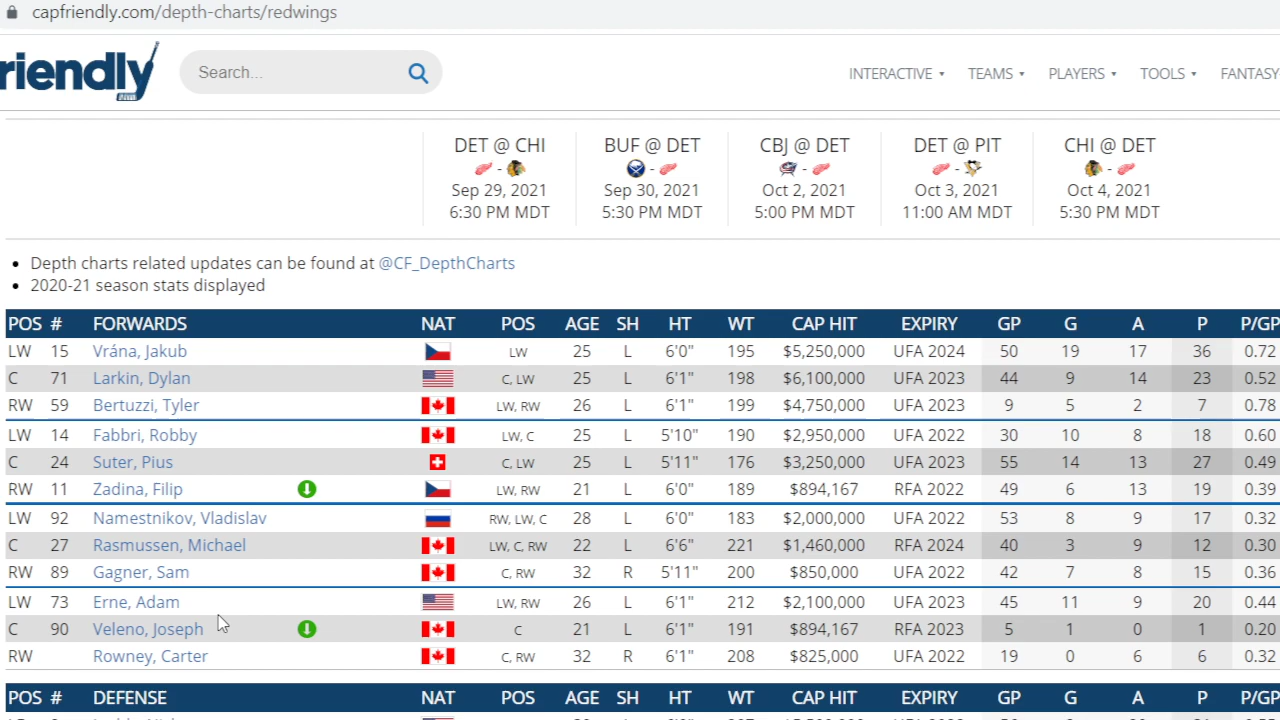 capfriendly.com/depth-charts/redwings
riendly
Search...
INTERACTIVE TEAMS PLAYERS TOOLS FANTASY
DET @ CHI BUF @ DET CBJ @ DET DET @ PIT CHI @ DET
Sep 29, 2021 Sep 30, 2021 Oct 2, 2021 Oct 3, 2021 Oct 4, 2021
6:30 PM MDT 5:30 PM MDT 5:00 PM MDT 11:00 AM MDT 5:30 PM MDT
• Depth charts related updates can be found at @CF_DepthCharts
• 2020-21 season stats displayed
POS # FORWARDS NAT POS AGE SH HT WT CAP HIT EXPIRY GP G A P P/GP
LW 15 Vrána, Jakub LW 25 L 6'0" 195 $5,250,000 UFA 2024 50 19 17 36 0.72
C 71 Larkin, Dylan C, LW 25 L 6'1" 198 $6,100,000 UFA 2023 44 9 14 23 0.52
RW 59 Bertuzzi, Tyler LW, RW 26 L 6'1" 199 $4,750,000 UFA 2023 9 5 2 7 0.78
LW 14 Fabbri, Robby LW, C 25 L 5'10" 190 $2,950,000 UFA 2022 30 10 8 18 0.60
C 24 Suter, Pius C, LW 25 L 5'11" 176 $3,250,000 UFA 2023 55 14 13 27 0.49
RW 11 Zadina, Filip LW, RW 21 L 6'0" 189 $894,167 RFA 2022 49 6 13 19 0.39
LW 92 Namestnikov, Vladislav RW, LW, C 28 L 6'0" 183 $2,000,000 UFA 2022 53 8 9 17 0.32
C 27 Rasmussen, Michael LW, C, RW 22 L 6'6" 221 $1,460,000 RFA 2024 40 3 9 12 0.30
RW 89 Gagner, Sam C, RW 32 R 5'11" 200 $850,000 UFA 2022 42 7 8 15 0.36
LW 73 Erne, Adam LW, RW 26 L 6'1" 212 $2,100,000 UFA 2023 45 11 9 20 0.44
C 90 Veleno, Joseph C 21 L 6'1" 191 $894,167 RFA 2023 5 1 0 1 0.20
RW Rowney, Carter C, RW 32 R 6'1" 208 $825,000 UFA 2022 19 0 6 6 0.32
POS # DEFENSE NAT POS AGE SH HT WT CAP HIT EXPIRY GP G A P P/GP